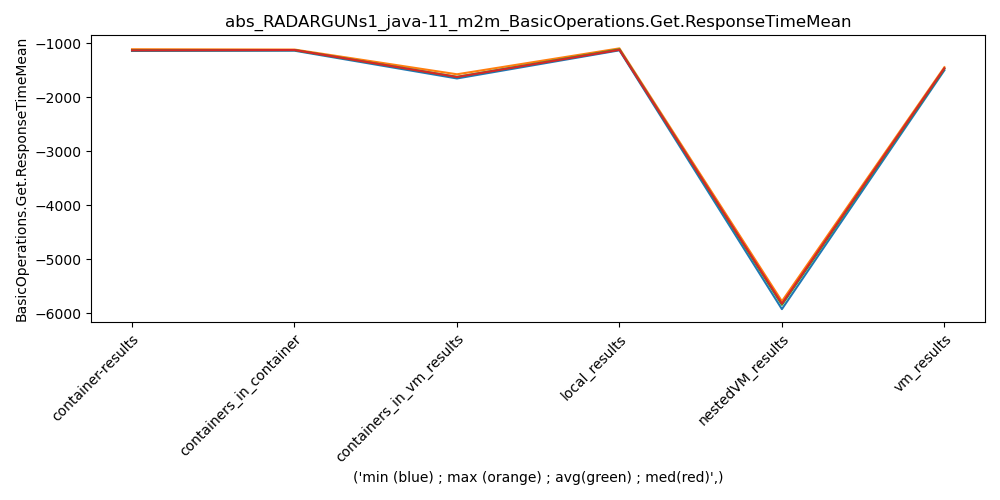 abs_RADARGUNs1_java-11_m2m_BasicOperations.Get.ResponseTimeMean
BasicOperations.Get.ResponseTimeMean
−1000
−2000
−3000
−4000
−5000
−6000
container-results
containers_in_container
containers_in_vm_results
local_results
nestedVM_results
vm_results
('min (blue) ; max (orange) ; avg(green) ; med(red)',)